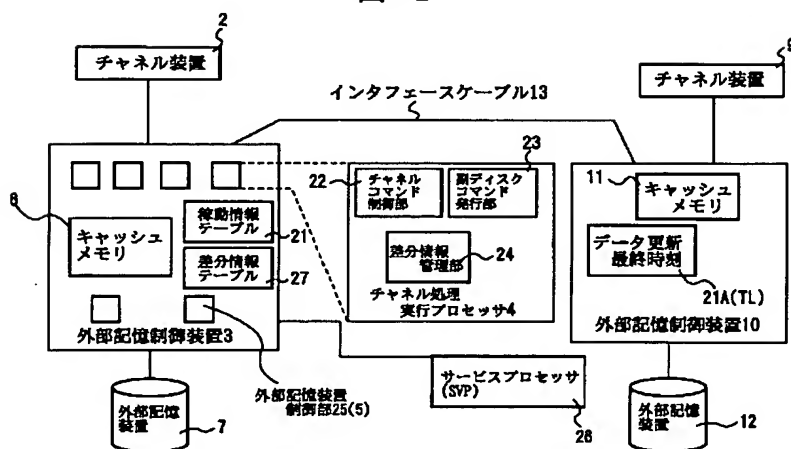 2
チャネル装置
9
チャネル装置
インタフェースケーブル13
23
22
チャネル
コマンド
制御部
副ディスク
コマンド
発行部
11
キャッシュ
メモリ
6
キャッシュ
メモリ
稼動情報
テーブル
21
差分情報
テーブル
27
差分情報
管理部
24
データ更新
最終時刻
21A(TL)
チャネル処理
実行プロセッサ4
外部記憶制御装置3
外部記憶制御装置10
外部記憶装置
制御部25(5)
サービスプロセッサ
(SVP)
26
外部記憶
装置
7
外部記憶
装置
12